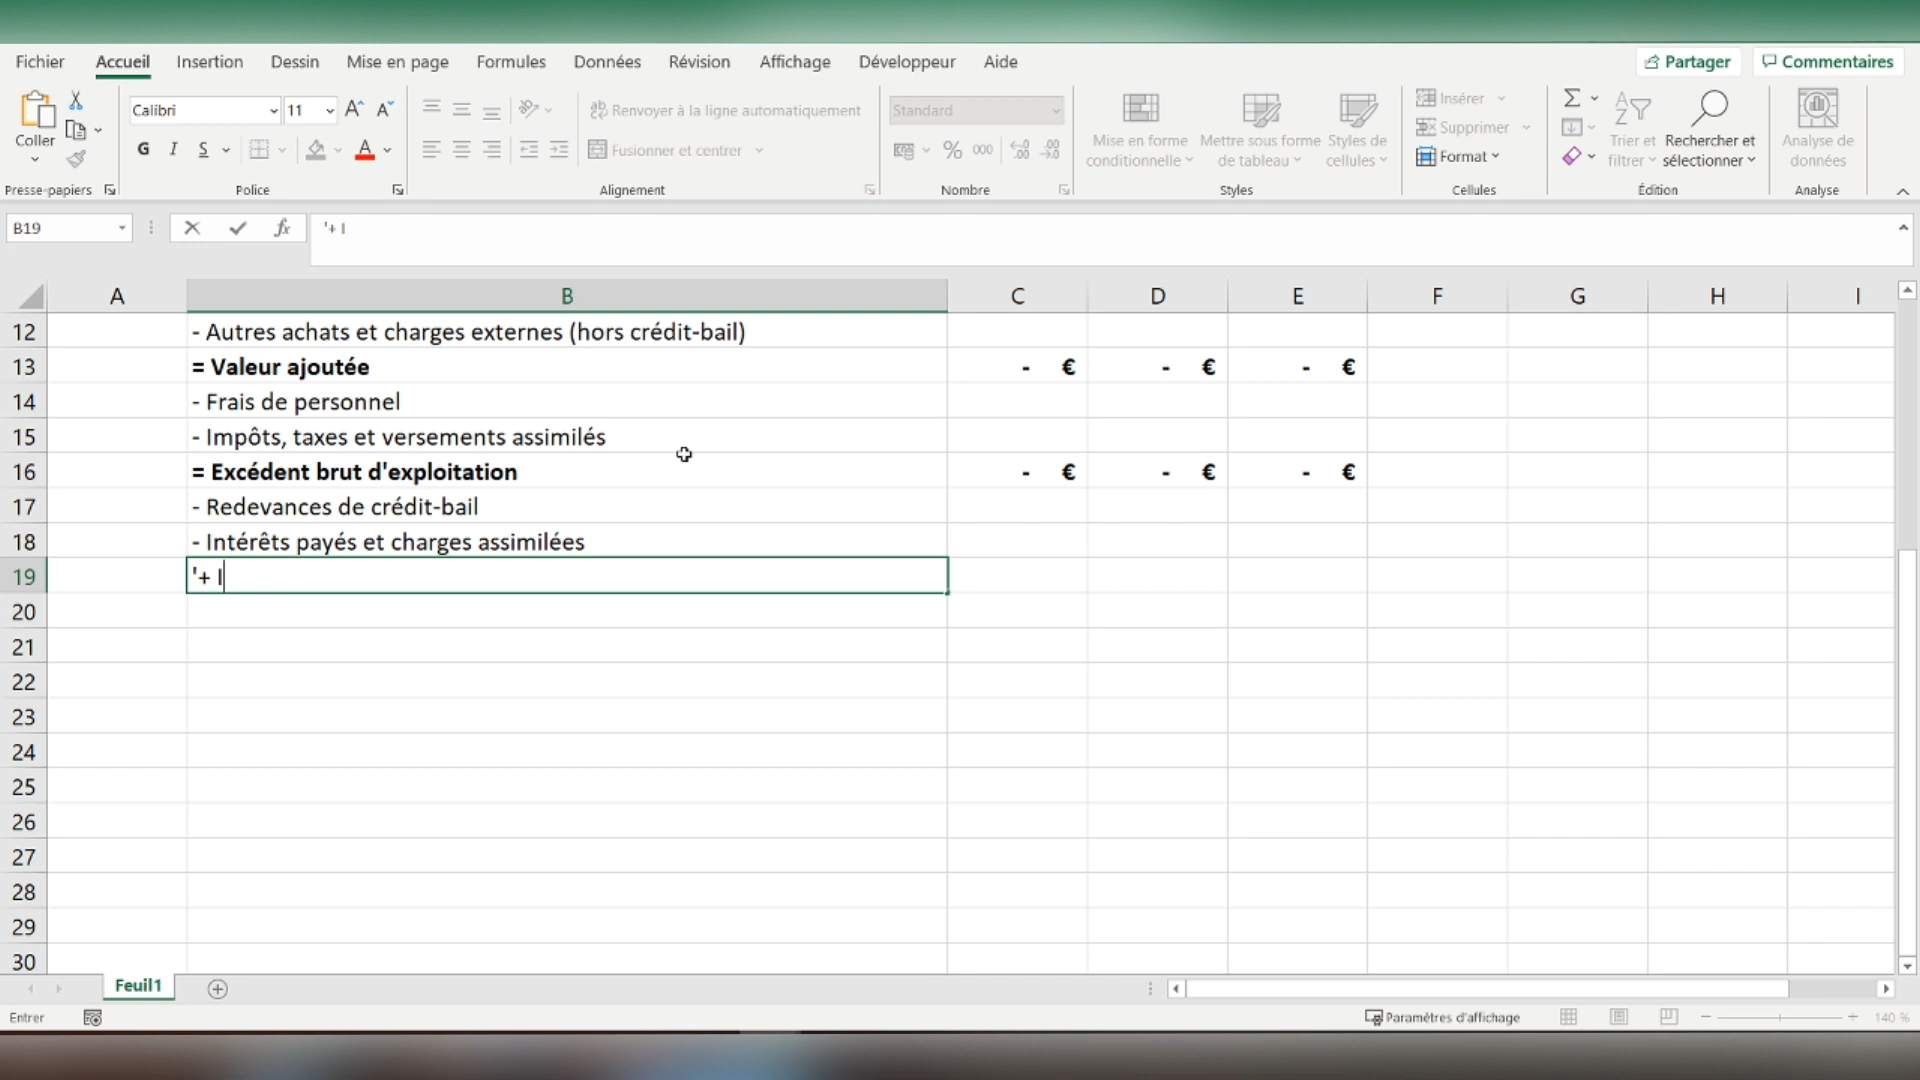 Fichier Accueil Insertion Dessin Mise en page Formules Données Révision Affichage Développeur Aide Partager Commentaires
Coller
Calibri 11
Renvoyer à la ligne automatiquement
Standard
G I S A
Fusionner et centrer
% 000
Mise en forme conditionnelle
Mettre sous forme de tableau
Styles de cellules
Insérer
Supprimer
Format
Trier et filtrer
Rechercher et sélectionner
Analyse de données
Presse-papiers Police Alignement Nombre Styles Cellules Édition Analyse
B19 fx '+ I
A B C D E F G H I
12 - Autres achats et charges externes (hors crédit-bail)
13 = Valeur ajoutée - € - € - €
14 - Frais de personnel
15 - Impôts, taxes et versements assimilés
16 = Excédent brut d'exploitation - € - € - €
17 - Redevances de crédit-bail
18 - Intérêts payés et charges assimilées
19 '+ I
20
21
22
23
24
25
26
27
28
29
30
Feuil1
Entrer Paramètres d'affichage 140 %